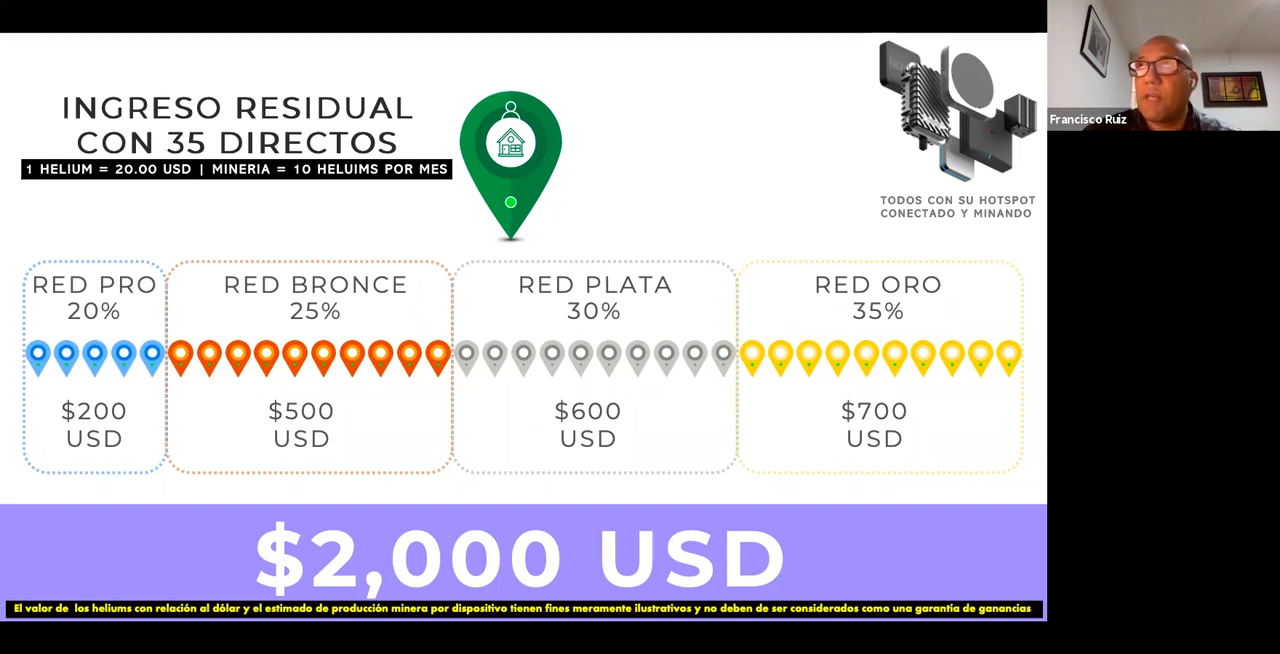 INGRESO RESIDUAL
CON 35 DIRECTOS
1 HELIUM = 20.00 USD | MINERIA = 10 HELUIMS POR MES
TODOS CON SU HOTSPOT
CONECTADO Y MINANDO
Francisco Ruiz
RED PRO
20%
$200
USD
RED BRONCE
25%
$500
USD
RED PLATA
30%
$600
USD
RED ORO
35%
$700
USD
$2,000 USD
El valor de los heliums con relación al dólar y el estimado de producción minera por dispositivo tienen fines meramente ilustrativos y no deben de ser considerados como una garantía de ganancias